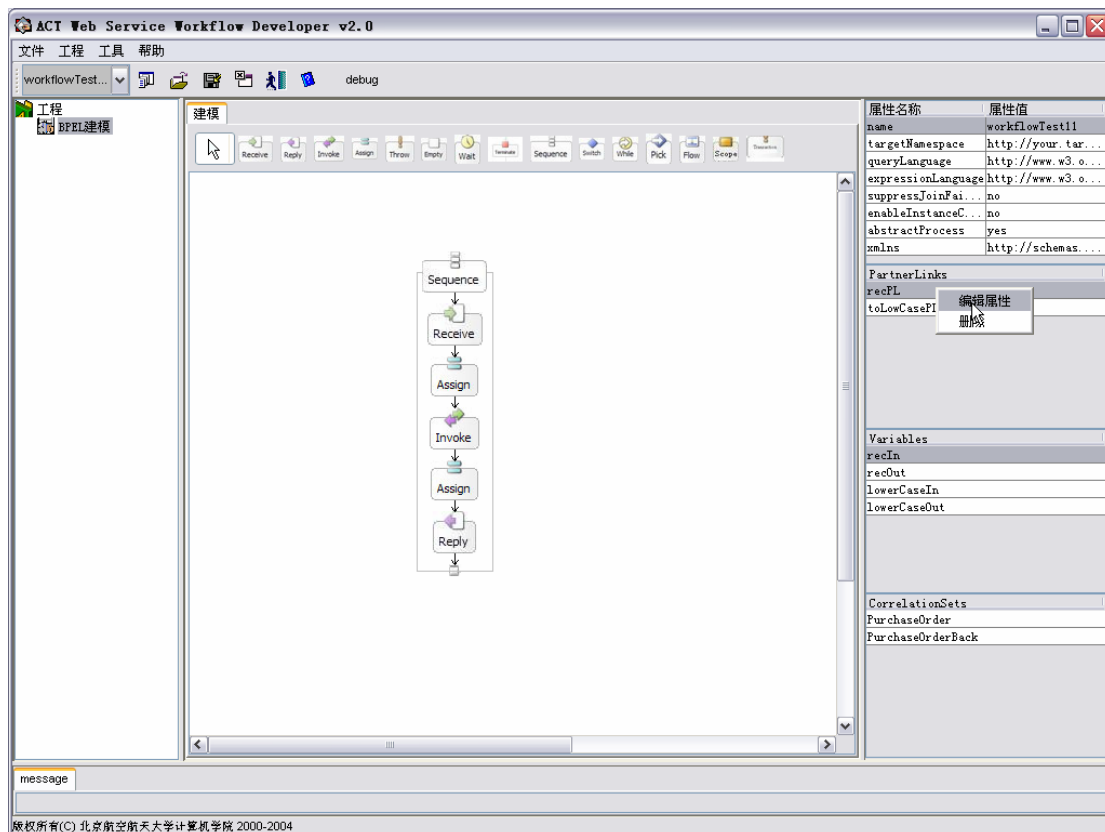 ACT Web Service Workflow Developer v2.0
文件 工程 工具 帮助
workflowTest... debug
工程
BPEL建模
建模
Receive Reply Invoke Assign Throw Empty Wait Terminate Sequence Switch While Pick Flow Scope
Sequence
Receive
Assign
Invoke
Assign
Reply
属性名称 属性值
name workflowTest11
targetNamespace http://your.tar...
queryLanguage http://www.w3.o...
expressionLanguage http://www.w3.o...
suppressJoinFai... no
enableInstanceC... no
abstractProcess yes
xmlns http://schemas....
PartnerLinks
recPL
toLowCasePL
编辑属性
删除
Variables
recIn
recOut
lowerCaseIn
lowerCaseOut
CorrelationSets
PurchaseOrder
PurchaseOrderBack
message
版权所有(C) 北京航空航天大学计算机学院 2000-2004